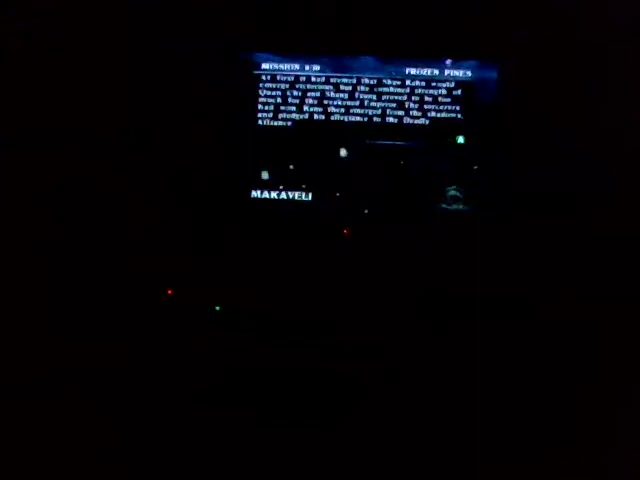 MISSION #30
FROZEN PINES
At first it had seemed that Shao Kahn would
emerge victorious, but the combined strength of
Quan Chi and Shang Tsung proved to be too
much for the weakened Emperor. The sorcerers
had won. Kano then emerged from the shadows,
and pledged his allegiance to the Deadly
Alliance.
A
MAKAVELI